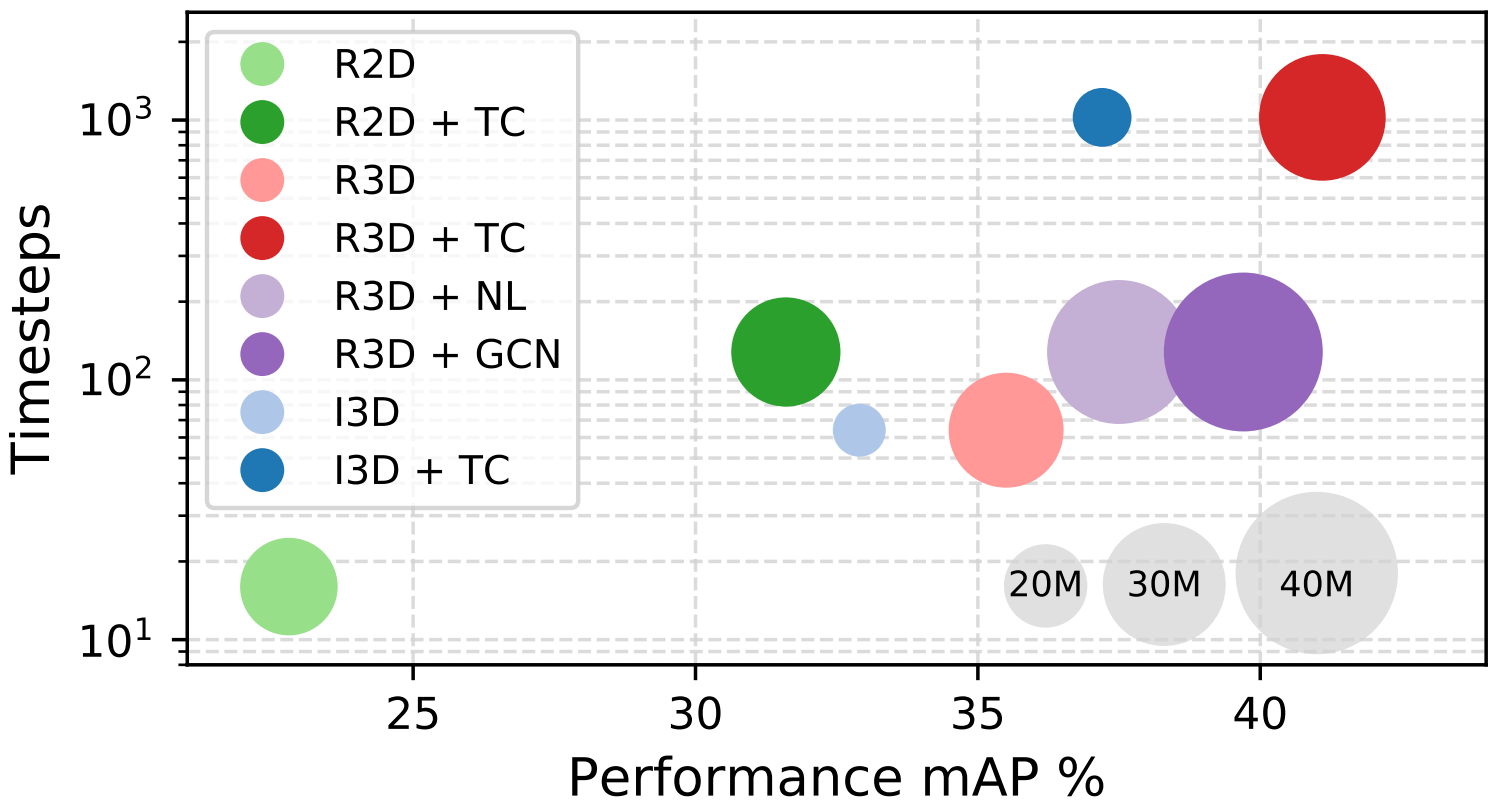 R2D
R2D + TC
R3D
R3D + TC
R3D + NL
R3D + GCN
I3D
I3D + TC
10³
10²
10¹
Timesteps
20M
30M
40M
25
30
35
40
Performance mAP %